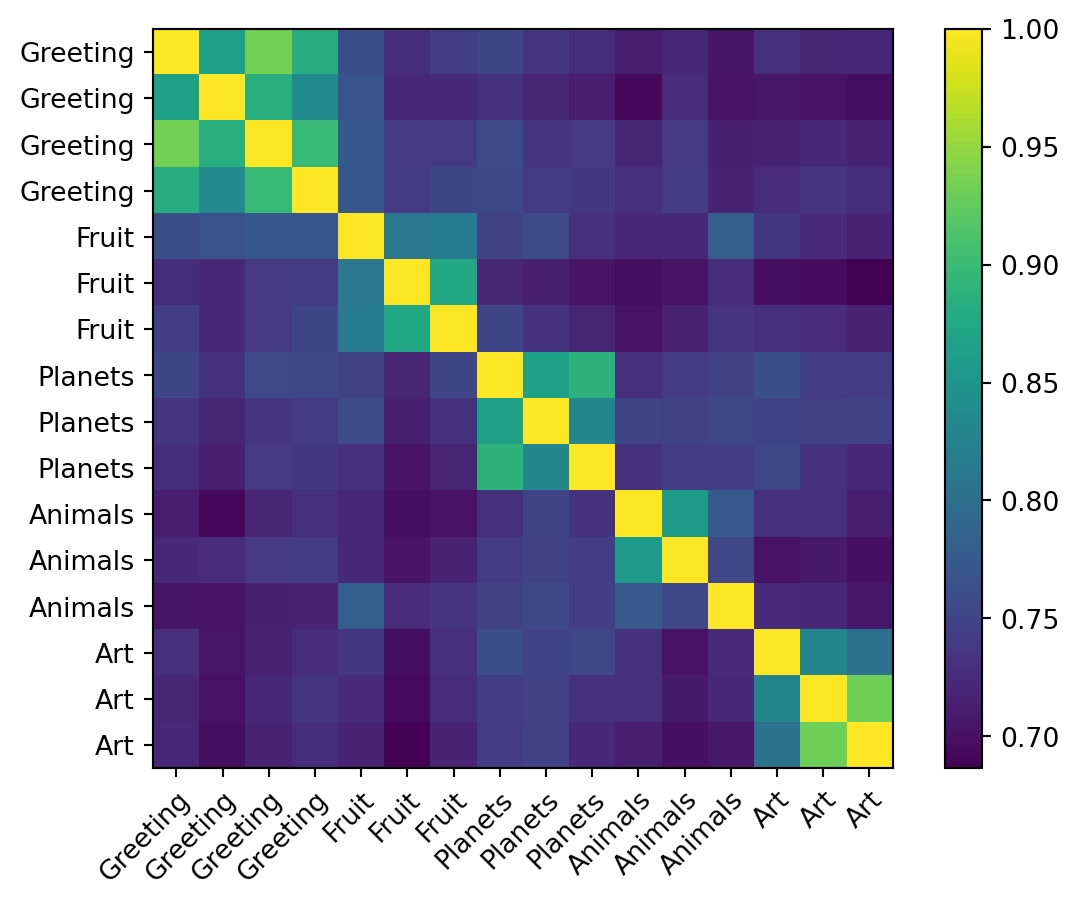 Greeting
Greeting
Greeting
Greeting
Fruit
Fruit
Fruit
Planets
Planets
Planets
Animals
Animals
Animals
Art
Art
Art
Greeting Greeting Greeting Greeting Fruit Fruit Fruit Planets Planets Planets Animals Animals Animals Art Art Art
1.00
0.95
0.90
0.85
0.80
0.75
0.70